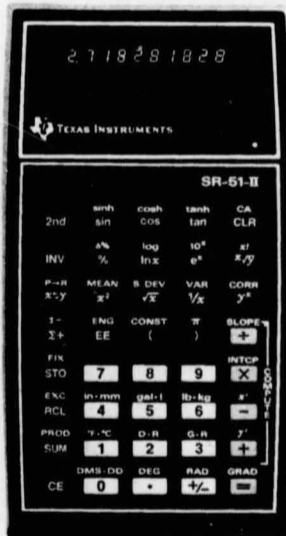 2.718281828
TEXAS INSTRUMENTS
SR-51-II
sinh cosh tanh CA
2nd sin cos tan CLR
Δ% log 10ˣ x!
INV % lnx eˣ ˣ√y
P→R MEAN S.DEV VAR CORR
x:y x² √x 1/x yˣ
Σ- ENG CONST π SLOPE
Σ+ EE ( ) ÷
FIX INTCP
STO 7 8 9 X
EXC in-mm gal-l lb-kg x'
RCL 4 5 6 -
PROD °F-°C D-R G-R y'
SUM 1 2 3 +
DMS-DD DEG RAD GRAD
CE 0 . +/- =
COMPUTE